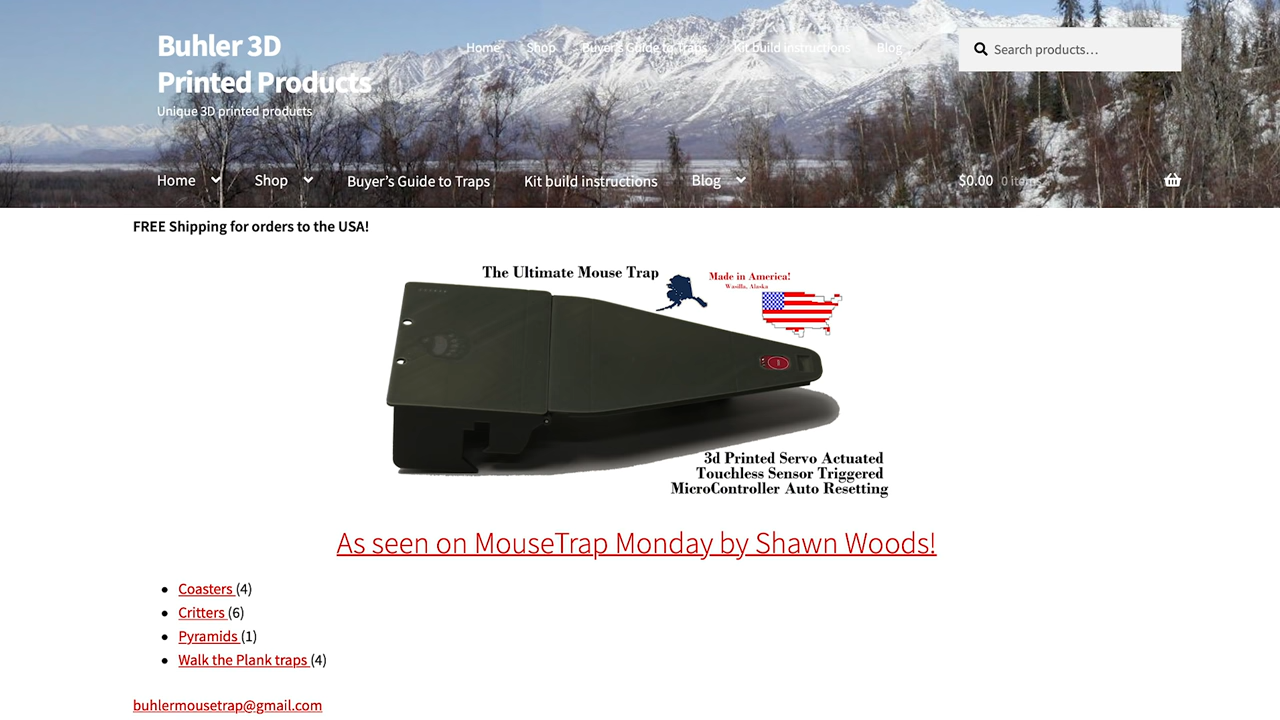 Buhler 3D
Printed Products
Unique 3D printed products
Home Shop Buyer's Guide to Traps Kit build instructions Blog
Search products...
Home Shop Buyer's Guide to Traps Kit build instructions Blog
$0.00 0 items
FREE Shipping for orders to the USA!
The Ultimate Mouse Trap
Made in America!
Wasilla, Alaska
3d Printed Servo Actuated
Touchless Sensor Triggered
MicroController Auto Resetting
As seen on MouseTrap Monday by Shawn Woods!
Coasters (4)
Critters (6)
Pyramids (1)
Walk the Plank traps (4)
buhlermousetrap@gmail.com